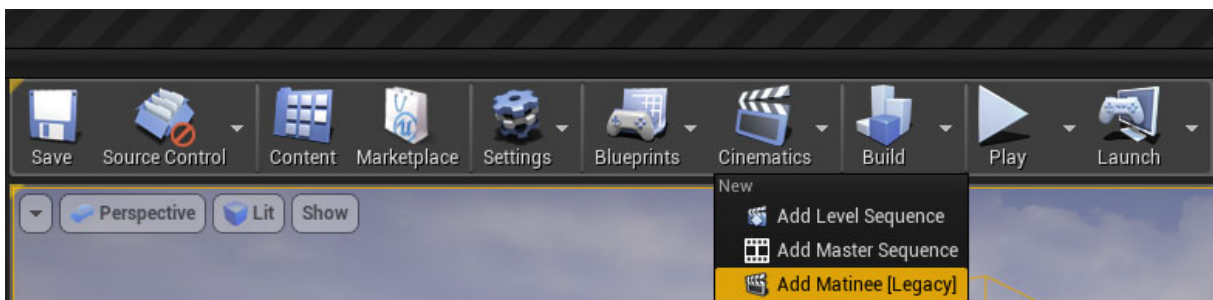 Save Source Control Content Marketplace Settings Blueprints Cinematics Build Play Launch
Perspective Lit Show
New
Add Level Sequence
Add Master Sequence
Add Matinee [Legacy]